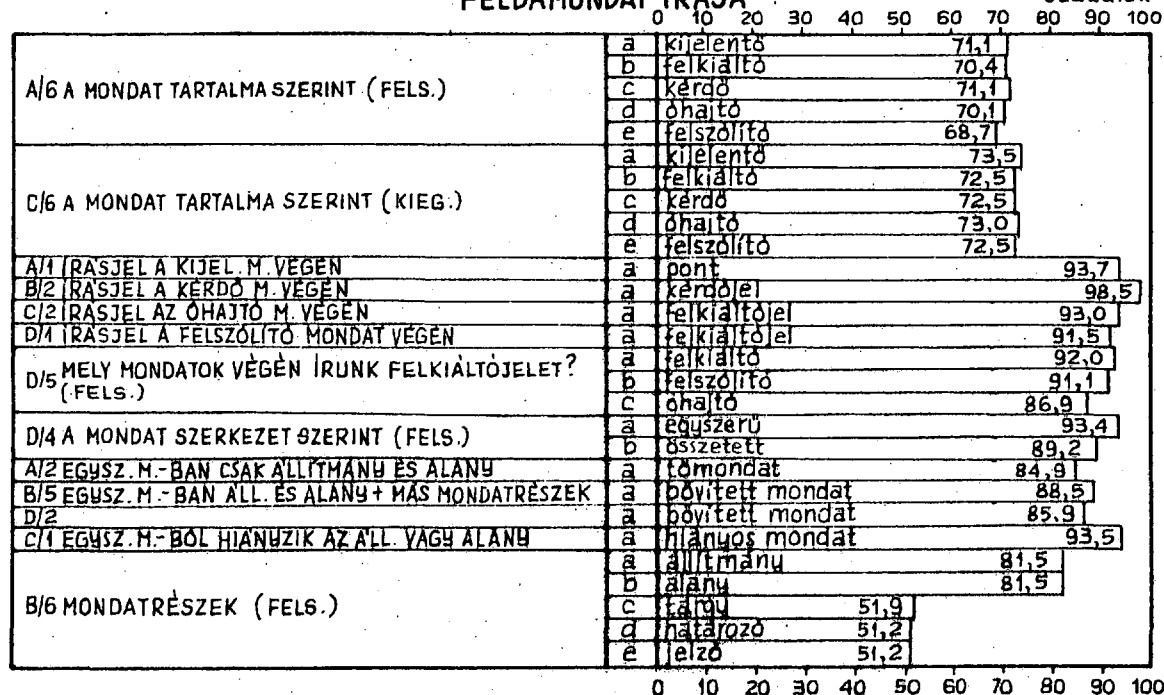 0 10 20 30 40 50 60 70 80 90 100
A/6 A MONDAT TARTALMA SZERINT (FELS.)
a kijelentő 71,1
b felkiáltó 70,4
c kérdő 71,1
d óhajtó 70,1
e felszólító 68,7
C/6 A MONDAT TARTALMA SZERINT (KIEG.)
a kijelentő 73,5
b felkiáltó 72,5
c kérdő 72,5
d óhajtó 73,0
e felszólító 72,5
A/1 ÍRÁSJEL A KIJEL. M. VÉGÉN a pont 93,7
B/2 ÍRÁSJEL A KÉRDŐ M. VÉGÉN a kérdőjel 98,5
C/2 ÍRÁSJEL AZ ÓHAJTÓ M. VÉGÉN a felkiáltójel 93,0
D/1 ÍRÁSJEL A FELSZÓLÍTÓ MONDAT VÉGÉN a felkiáltójel 91,5
D/5 MELY MONDATOK VÉGÉN ÍRUNK FELKIÁLTÓJELET?
(FELS.)
a felkiáltó 92,0
b felszólító 91,1
c óhajtó 86,9
D/4 A MONDAT SZERKEZET SZERINT (FELS.)
a egyszerű 93,4
b összetett 89,2
A/2 EGYSZ. M.-BAN CSAK ÁLLÍTMÁNY ÉS ALANY a tőmondat 84,9
B/5 EGYSZ. M.-BAN ÁLL. ÉS ALANY + MÁS MONDATRÉSZEK a bővített mondat 88,5
D/2 a bővített mondat 85.9
C/1 EGYSZ. M.-BÓL HIÁNYZIK AZ ÁLL. VAGY ALANY a hiányos mondat 93,5
B/6 MONDATRÉSZEK (FELS.)
a állítmány 81,5
b alany 81,5
c tárgy 51,9
d határozó 51,2
e jelző 51,2
0 10 20 30 40 50 60 70 80 90 100